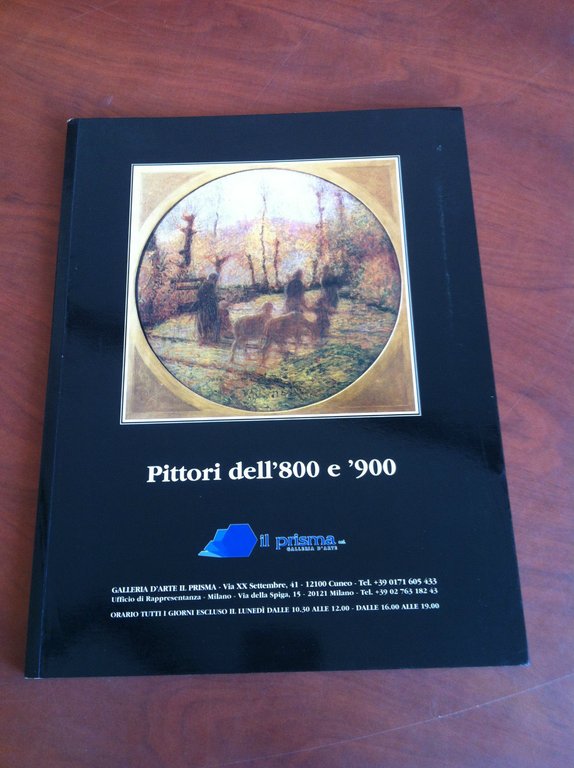 Pittori dell'800 e '900
il prisma
GALLERIA D'ARTE
GALLERIA D'ARTE IL PRISMA - Via XX Settembre, 41 - 12100 Cuneo - Tel. +39 0171 605 433
Ufficio di Rappresentanza - Milano - Via della Spiga, 15 - 20121 Milano - Tel. +39 02 763 182 43
ORARIO TUTTI I GIORNI ESCLUSO IL LUNEDÌ DALLE 10.30 ALLE 12.00 - DALLE 16.00 ALLE 19.00